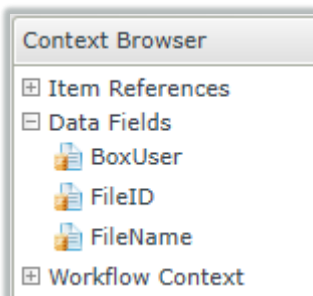 Context Browser
Item References
Data Fields
BoxUser
FileID
FileName
Workflow Context